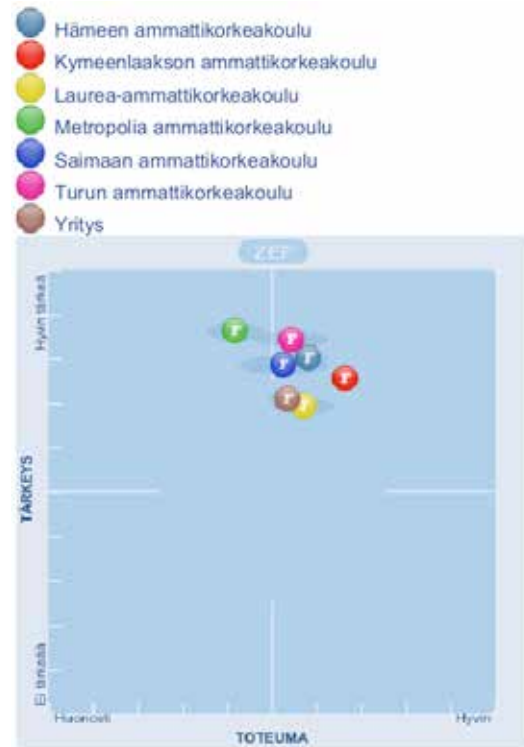 Hämeen ammattikorkeakoulu
Kymeenlaakson ammattikorkeakoulu
Laurea-ammattikorkeakoulu
Metropolia ammattikorkeakoulu
Saimaan ammattikorkeakoulu
Turun ammattikorkeakoulu
Yritys
ZEF
Hyvin tärkeä
r
r
r
r
r
r
r
TÄRKEYS
Ei tärkeää
Huonosti
Hyvin
TOTEUMA